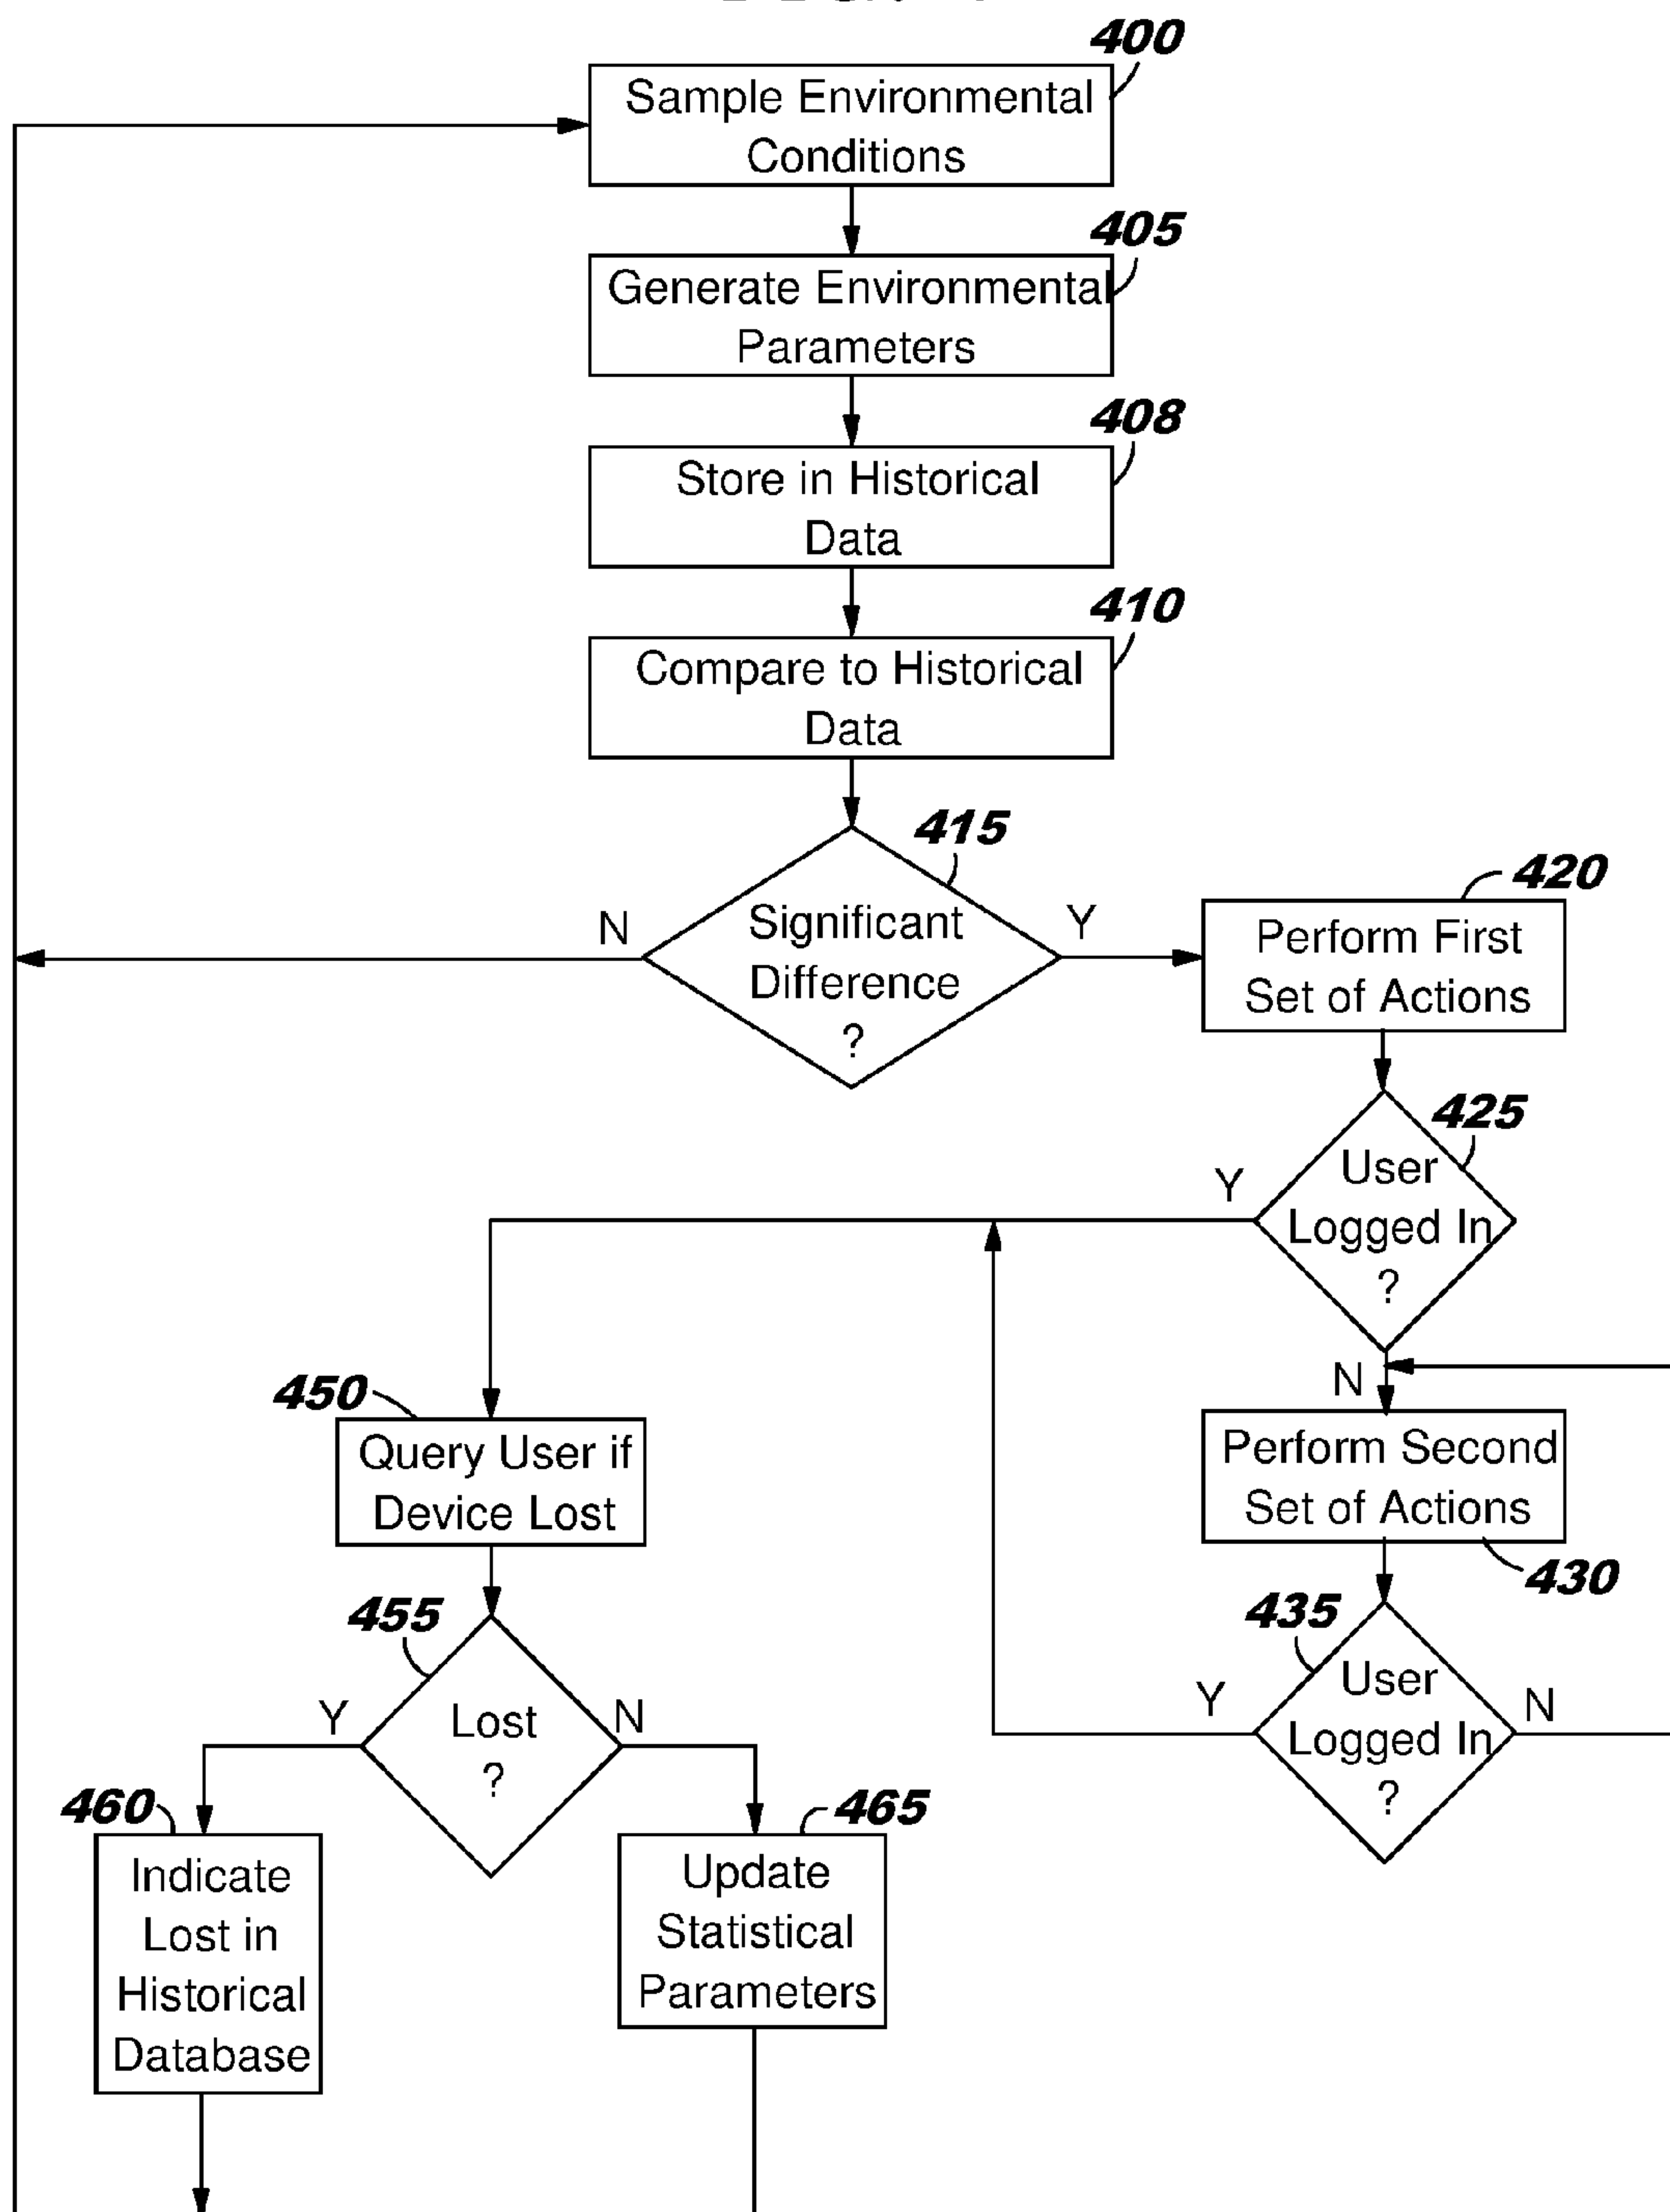 400
Sample Environmental
Conditions
405
Generate Environmental
Parameters
408
Store in Historical
Data
410
Compare to Historical
Data
415
Significant
Difference
?
N
Y
420
Perform First
Set of Actions
425
User
Logged In
?
Y
N
450
Query User if
Device Lost
Perform Second
Set of Actions
430
455
Lost
?
Y
N
435
User
Logged In
?
Y
N
460
Indicate
Lost in
Historical
Database
465
Update
Statistical
Parameters